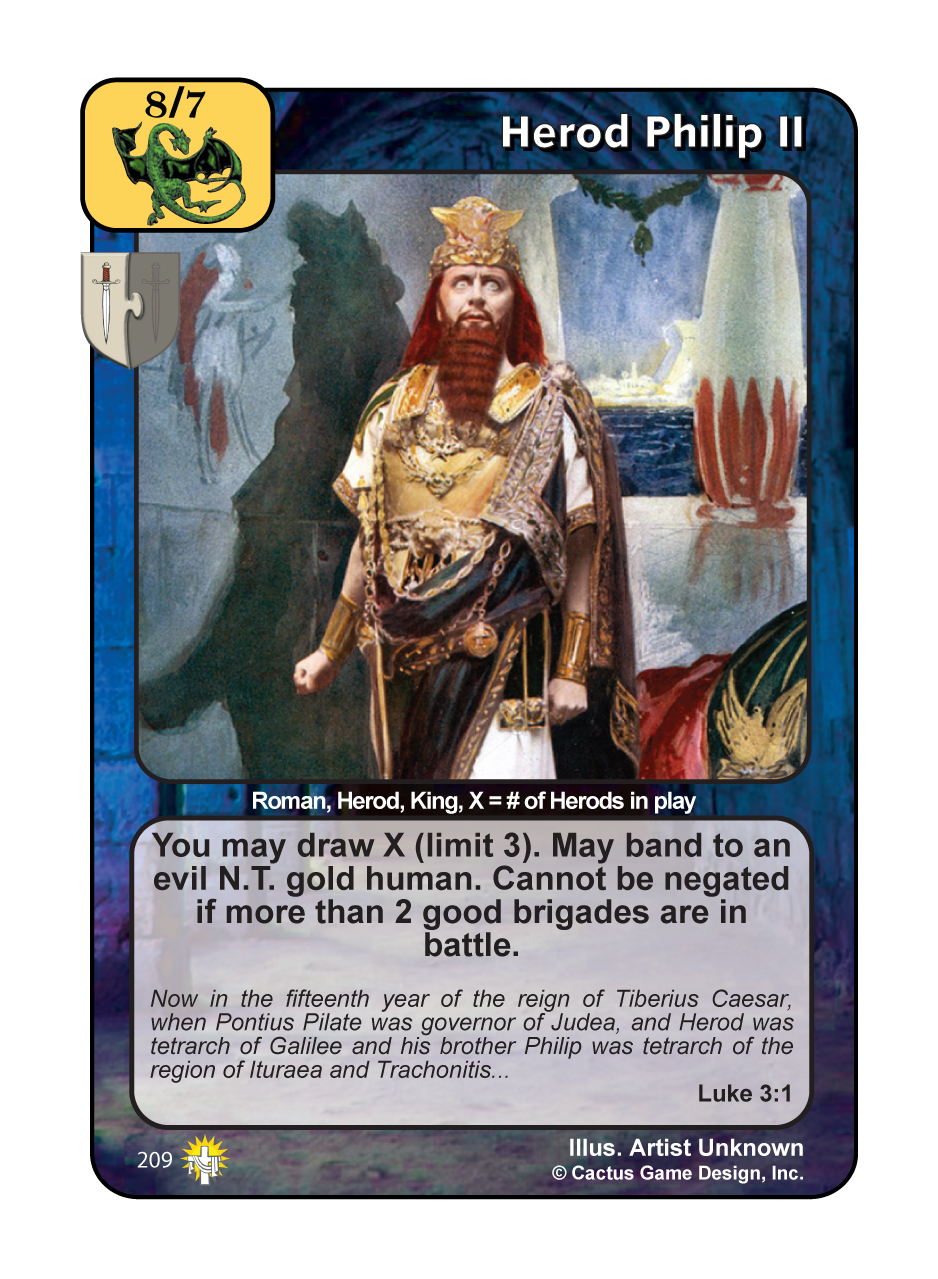 8/7
Herod Philip II
Roman, Herod, King, X = # of Herods in play
You may draw X (limit 3). May band to an
evil N.T. gold human. Cannot be negated
if more than 2 good brigades are in
battle.
Now in the fifteenth year of the reign of Tiberius Caesar,
when Pontius Pilate was governor of Judea, and Herod was
tetrarch of Galilee and his brother Philip was tetrarch of the
region of Ituraea and Trachonitis...
Luke 3:1
209
Illus. Artist Unknown
© Cactus Game Design, Inc.